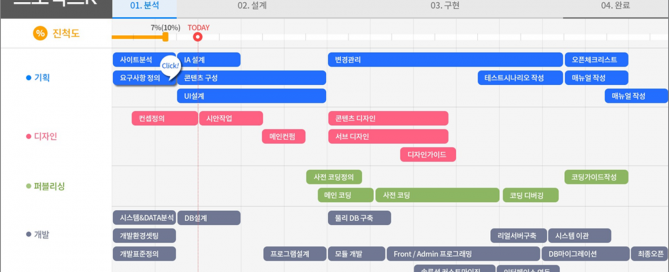 01. 분석 02. 설계 03. 구현 04. 완료
% 진척도 7%(10%) TODAY
사이트분석 IA 설계 변경관리 오픈체크리스트
Click!
기획 요구사항 정의 콘텐츠 구성 테스트시나리오 작성 매뉴얼 작성
UI설계 매뉴얼 작성
컨셉정의 시안작업 콘텐츠 디자인
디자인 메인컨펌 서브 디자인
디자인가이드
사전 코딩정의 코딩가이드작성
퍼블리싱 메인 코딩 사전 코딩 코딩 디버깅
시스템&DATA분석 DB설계 물리 DB 구축
개발 개발환경셋팅 리얼서버구축 시스템 이관
개발표준정의 프로그램설계 모듈 개발 Front / Admin 프로그래밍 DB마이그레이션 최종오픈